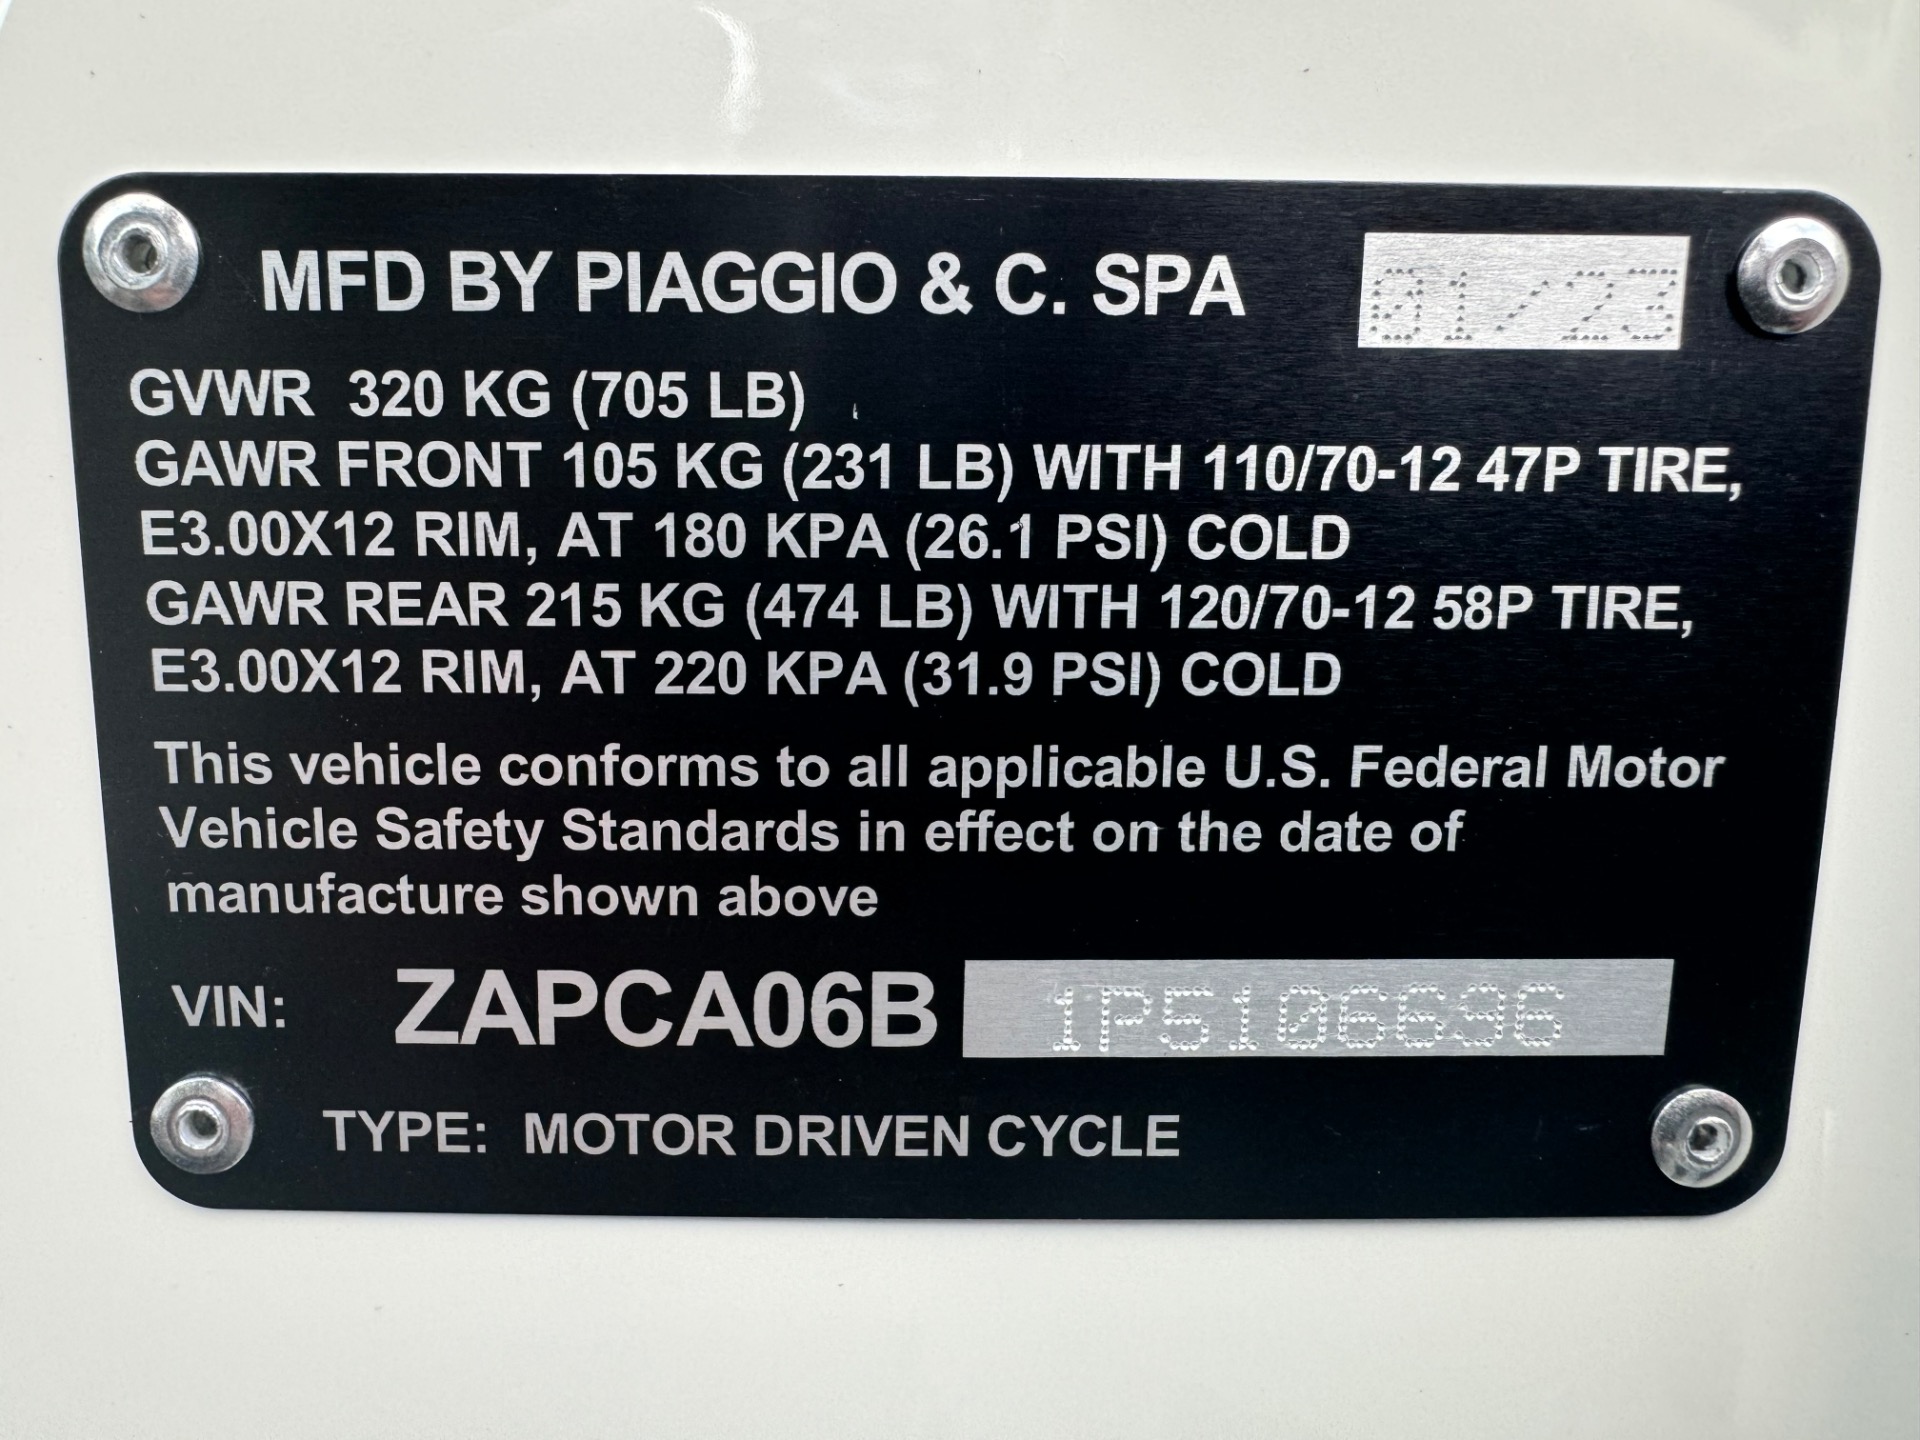 MFD BY PIAGGIO & C. SPA 01/23
GVWR 320 KG (705 LB)
GAWR FRONT 105 KG (231 LB) WITH 110/70-12 47P TIRE,
E3.00X12 RIM, AT 180 KPA (26.1 PSI) COLD
GAWR REAR 215 KG (474 LB) WITH 120/70-12 58P TIRE,
E3.00X12 RIM, AT 220 KPA (31.9 PSI) COLD
This vehicle conforms to all applicable U.S. Federal Motor
Vehicle Safety Standards in effect on the date of
manufacture shown above
VIN: ZAPCA06B 1P5106696
TYPE: MOTOR DRIVEN CYCLE